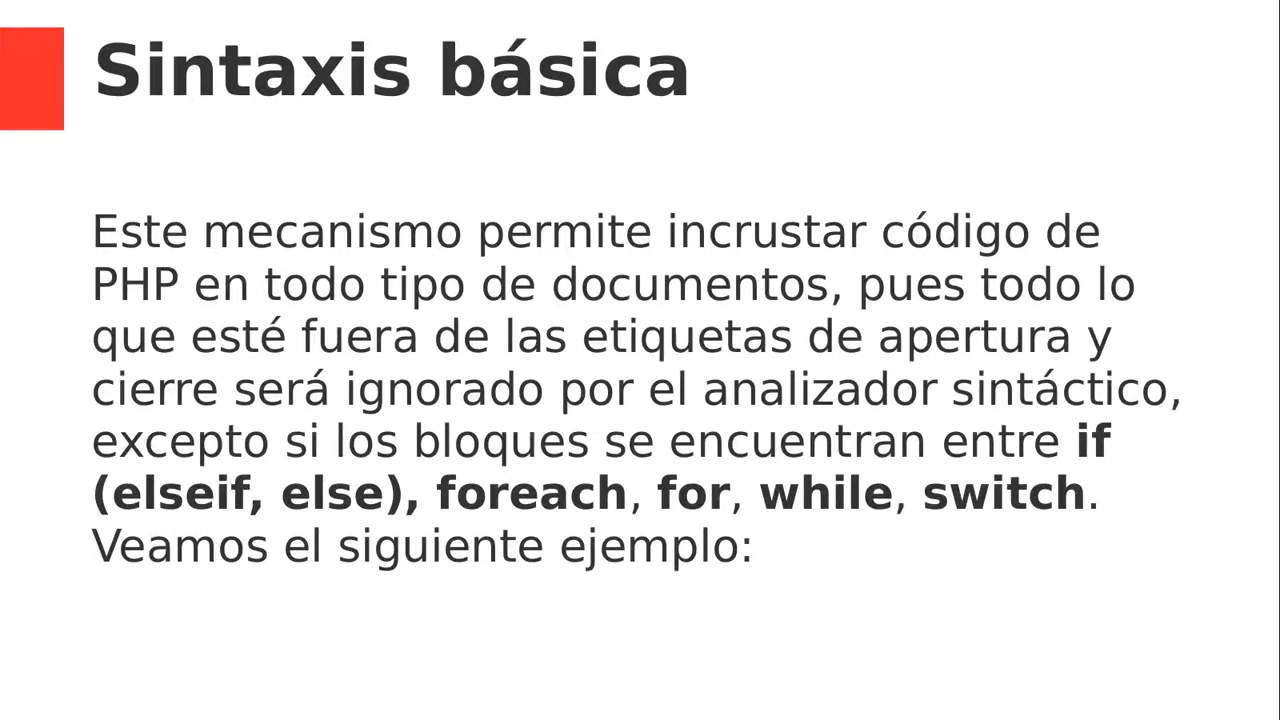 Sintaxis básica
Este mecanismo permite incrustar código de
PHP en todo tipo de documentos, pues todo lo
que esté fuera de las etiquetas de apertura y
cierre será ignorado por el analizador sintáctico,
excepto si los bloques se encuentran entre if
(elseif, else), foreach, for, while, switch.
Veamos el siguiente ejemplo: